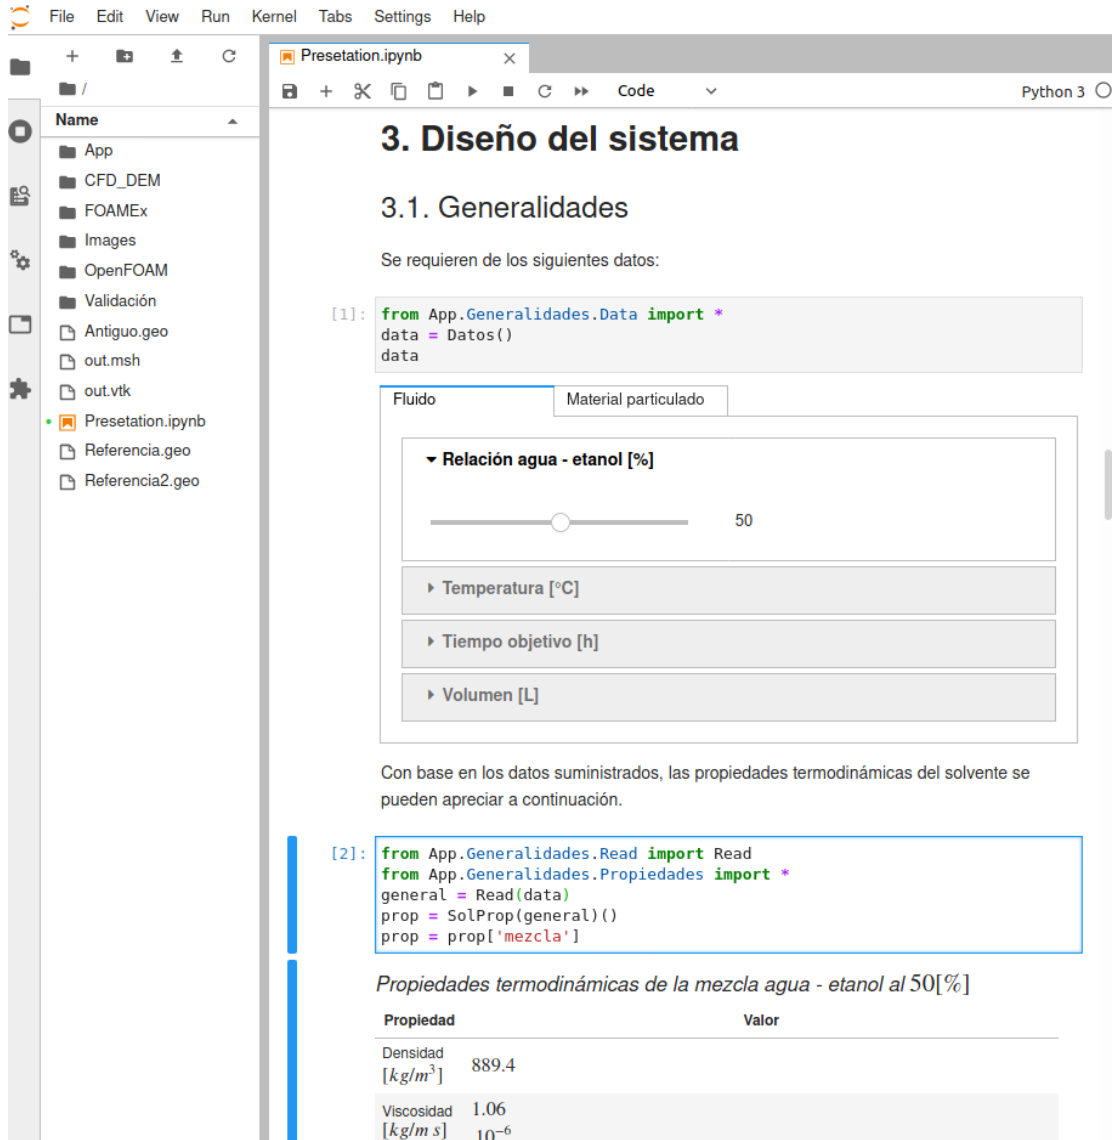 File Edit View Run Kernel Tabs Settings Help
Presetation.ipynb
/
Code
Python 3
Name
App
CFD_DEM
FOAMEx
Images
OpenFOAM
Validación
Antiguo.geo
out.msh
out.vtk
Presetation.ipynb
Referencia.geo
Referencia2.geo
3. Diseño del sistema
3.1. Generalidades
Se requieren de los siguientes datos:
[1]: from App.Generalidades.Data import *
data = Datos()
data
Fluido Material particulado
Relación agua - etanol [%]
50
Temperatura [°C]
Tiempo objetivo [h]
Volumen [L]
Con base en los datos suministrados, las propiedades termodinámicas del solvente se
pueden apreciar a continuación.
[2]: from App.Generalidades.Read import Read
from App.Generalidades.Propiedades import *
general = Read(data)
prop = SolProp(general)()
prop = prop['mezcla']
Propiedades termodinámicas de la mezcla agua - etanol al 50[%]
Propiedad Valor
Densidad
[kg/m³] 889.4
Viscosidad 1.06
[kg/m s] 10⁻⁶